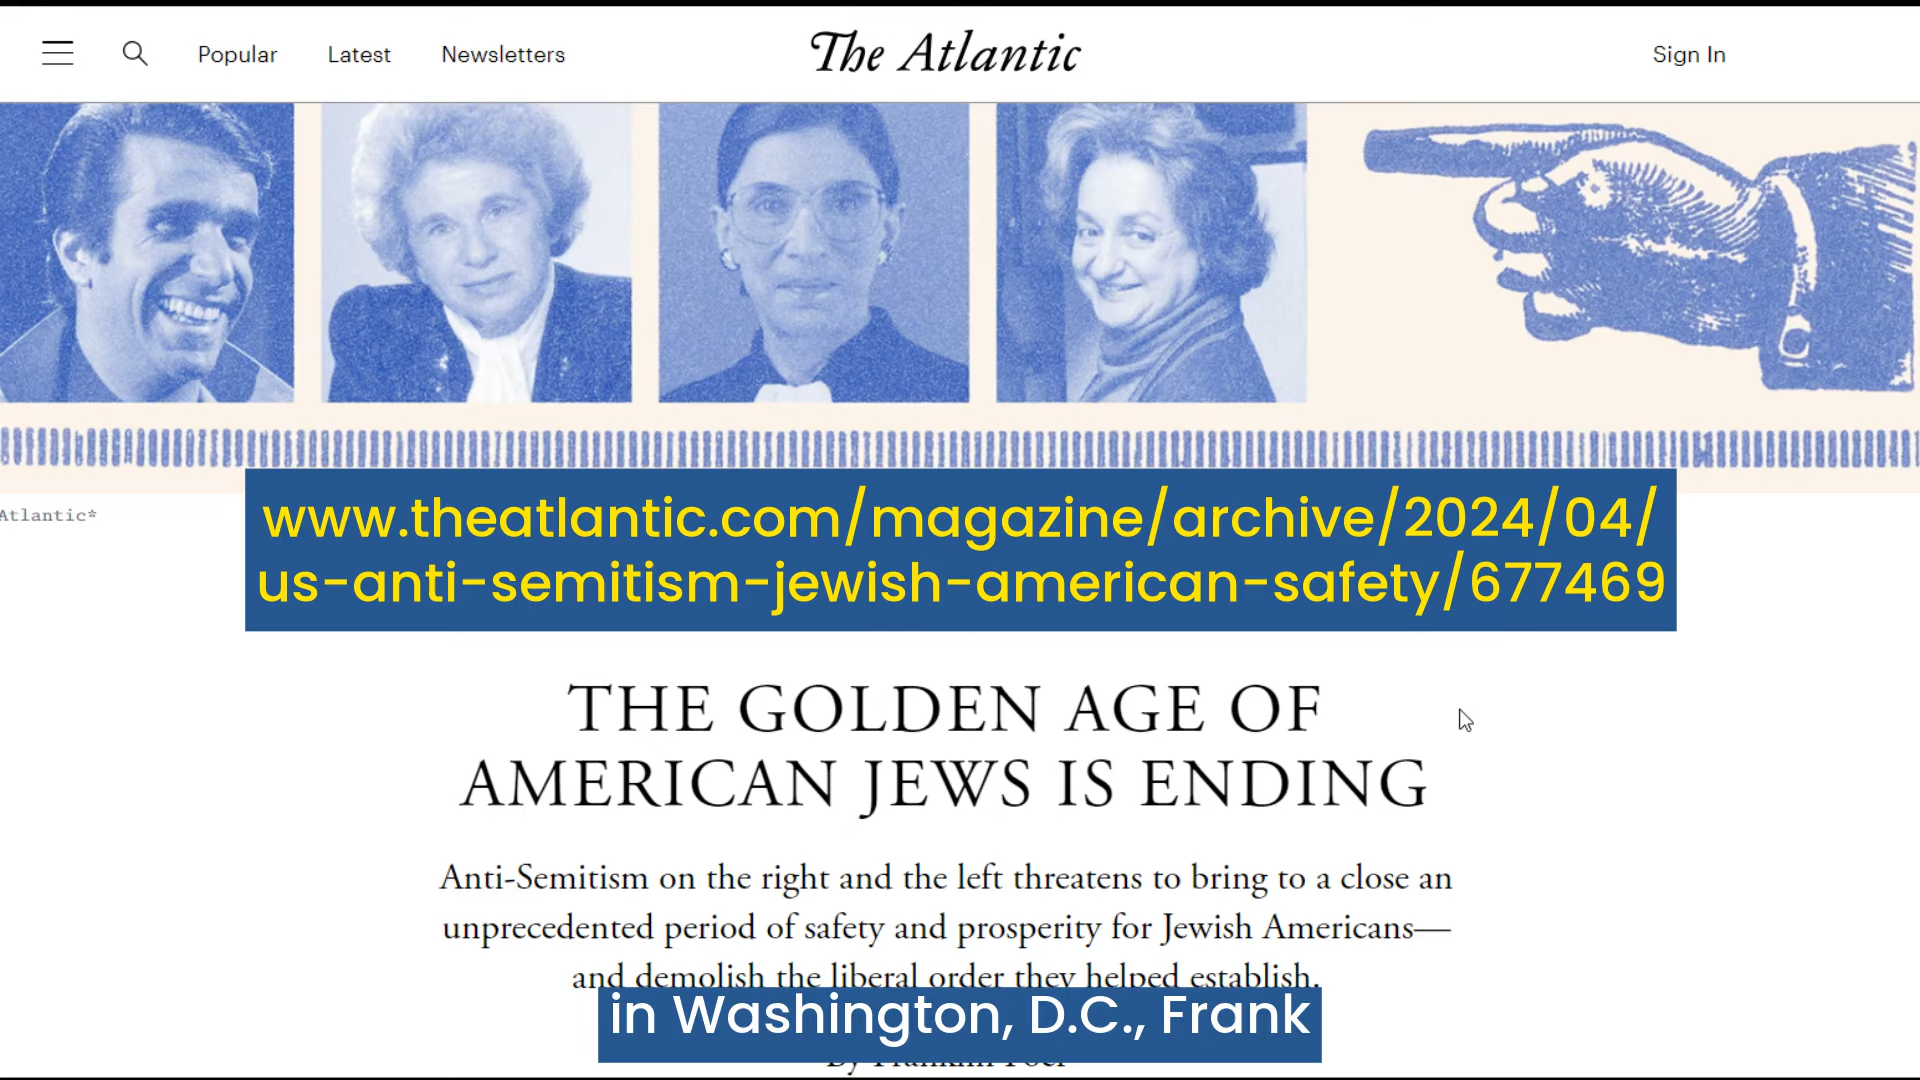 Popular Latest Newsletters The Atlantic Sign In
Atlantic*
www.theatlantic.com/magazine/archive/2024/04/
us-anti-semitism-jewish-american-safety/677469
THE GOLDEN AGE OF
AMERICAN JEWS IS ENDING
Anti-Semitism on the right and the left threatens to bring to a close an
unprecedented period of safety and prosperity for Jewish Americans—
and demolish the liberal order they helped establish.
in Washington, D.C., Frank